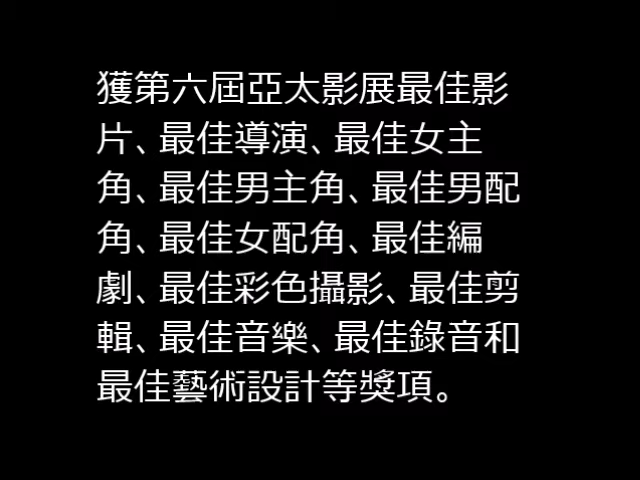 獲第六屆亞太影展最佳影
片、最佳導演、最佳女主
角、最佳男主角、最佳男配
角、最佳女配角、最佳編
劇、最佳彩色攝影、最佳剪
輯、最佳音樂、最佳錄音和
最佳藝術設計等獎項。